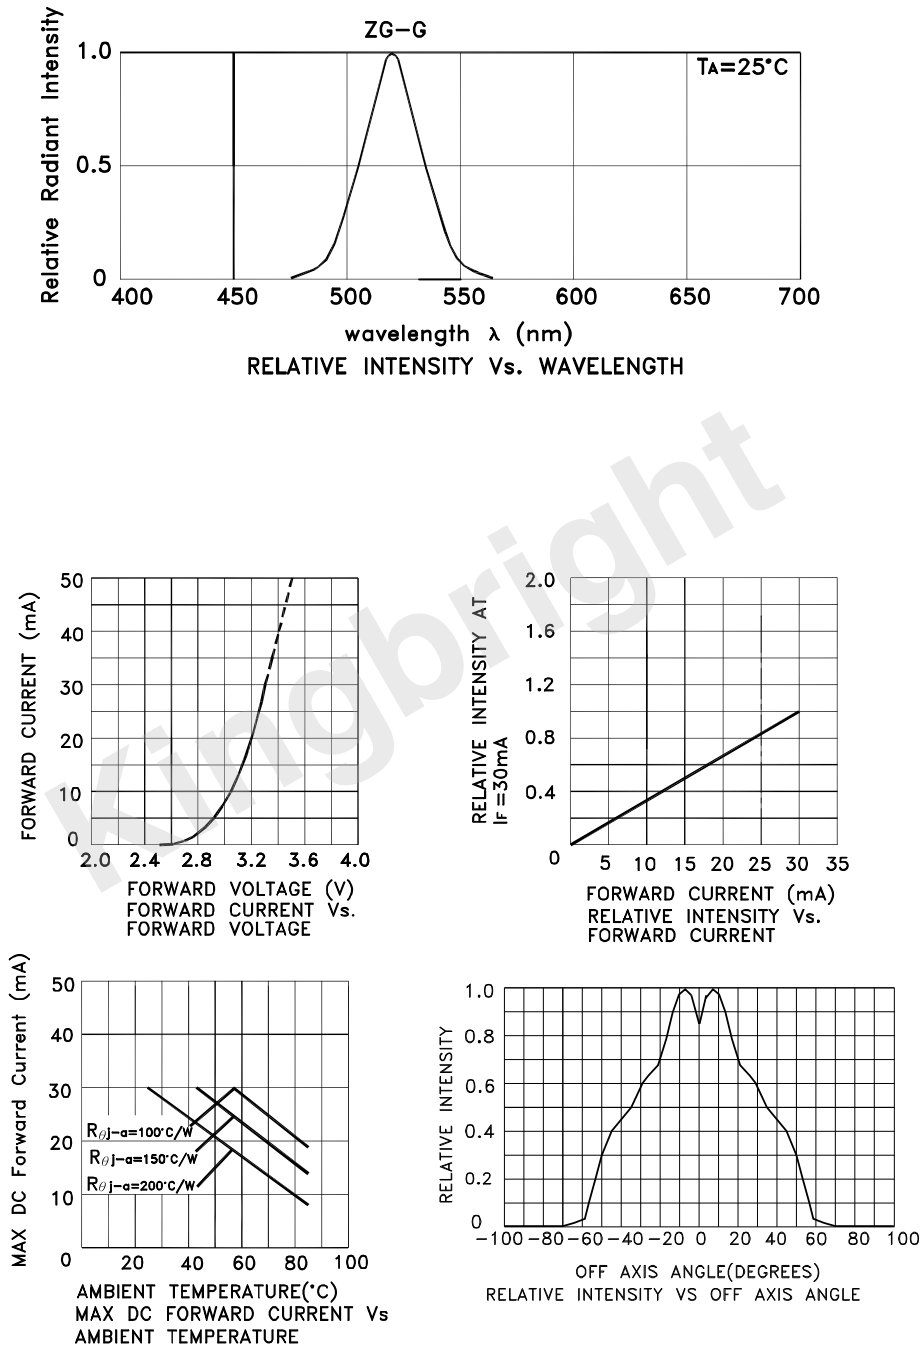 ZG-G
Relative Radiant Intensity
1.0
TA=25°C
0.5
0
400 450 500 550 600 650 700
wavelength λ (nm)
RELATIVE INTENSITY Vs. WAVELENGTH
Kingbright
FORWARD CURRENT (mA)
50
40
30
20
10
0
2.0 2.4 2.8 3.2 3.6 4.0
FORWARD VOLTAGE (V)
FORWARD CURRENT Vs.
FORWARD VOLTAGE
RELATIVE INTENSITY AT
IF=30mA
2.0
1.6
1.2
0.8
0.4
0
5 10 15 20 25 30 35
FORWARD CURRENT (mA)
RELATIVE INTENSITY Vs.
FORWARD CURRENT
MAX DC Forward Current (mA)
50
40
30
20
10
0
Rθj-a=100°C/W
Rθj-a=150°C/W
Rθj-a=200°C/W
20 40 60 80 100
AMBIENT TEMPERATURE(°C)
MAX DC FORWARD CURRENT Vs
AMBIENT TEMPERATURE
RELATIVE INTENSITY
1.0
0.8
0.6
0.4
0.2
0
-100 -80 -60 -40 -20 0 20 40 60 80 100
OFF AXIS ANGLE(DEGREES)
RELATIVE INTENSITY VS OFF AXIS ANGLE